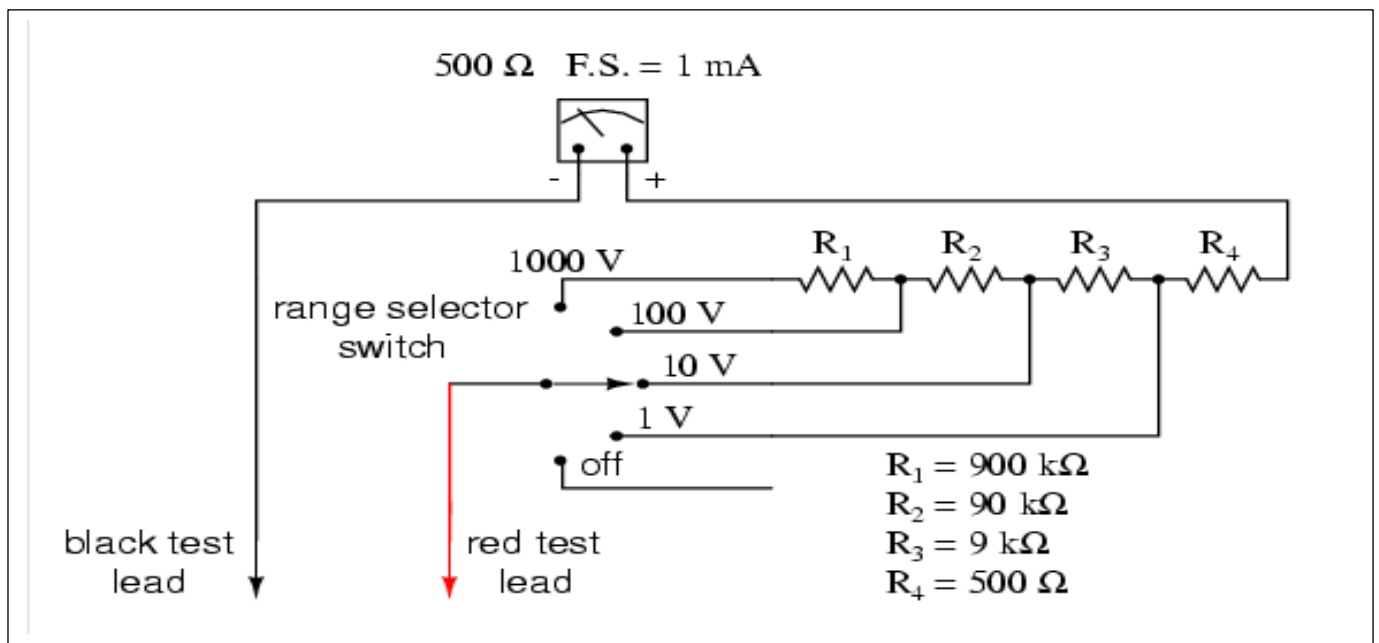 500 Ω F.S. = 1 mA
- +
R₁ R₂ R₃ R₄
1000 V
range selector
switch
100 V
10 V
1 V
off
R₁ = 900 kΩ
R₂ = 90 kΩ
R₃ = 9 kΩ
R₄ = 500 Ω
black test
lead
red test
lead